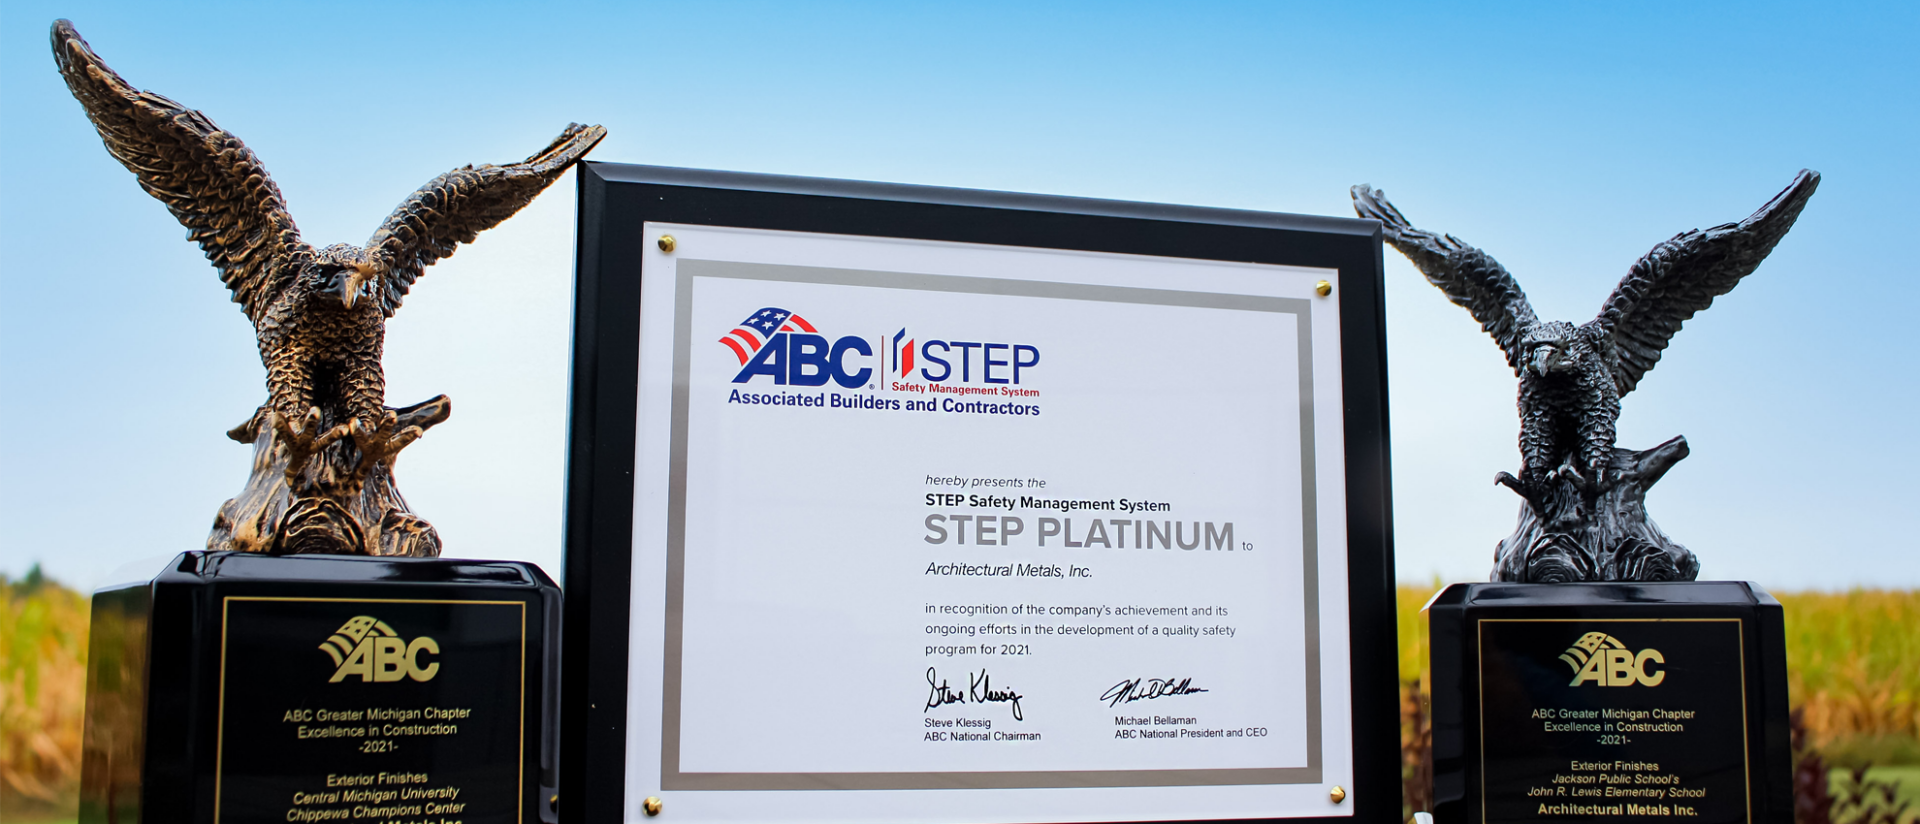 ABC
ABC Greater Michigan Chapter
Excellence in Construction
-2021-
Exterior Finishes
Central Michigan University
Chippewa Champions Center
Metals Inc.
ABC® STEP
Safety Management System
Associated Builders and Contractors
hereby presents the
STEP Safety Management System
STEP PLATINUM to
Architectural Metals, Inc.
in recognition of the company's achievement and its
ongoing efforts in the development of a quality safety
program for 2021.
Steve Klessig
Steve Klessig
ABC National Chairman
Michael Bellaman
ABC National President and CEO
ABC
ABC Greater Michigan Chapter
Excellence in Construction
-2021-
Exterior Finishes
Jackson Public School's
John R. Lewis Elementary School
Architectural Metals Inc.